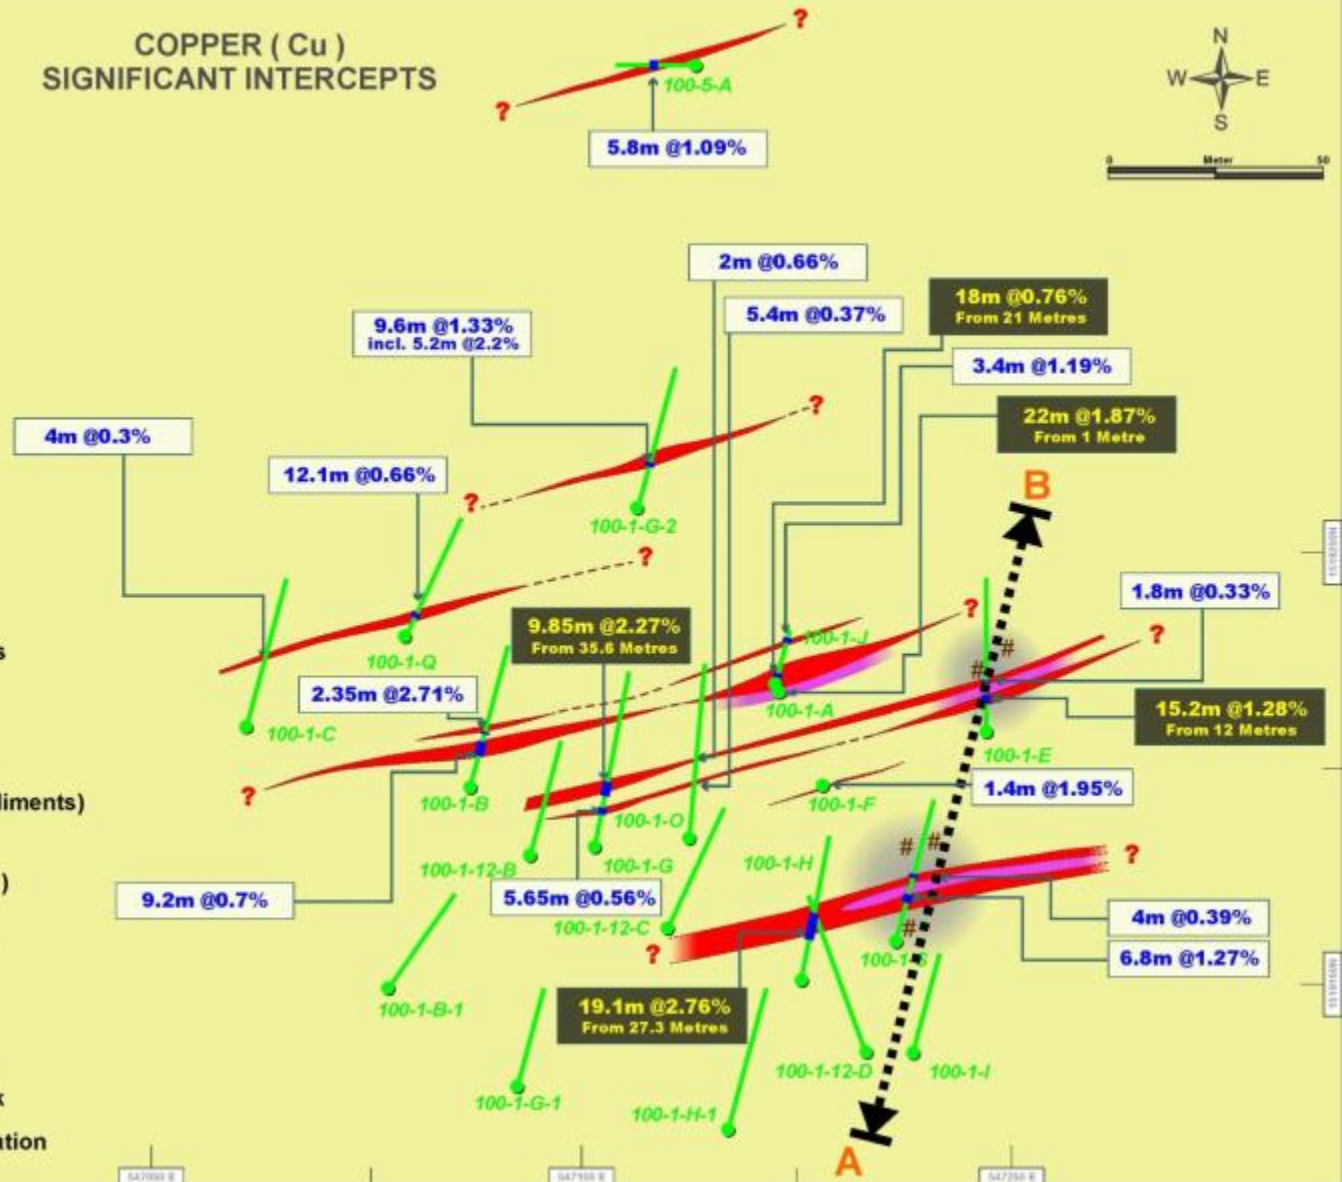 COPPER ( Cu )
SIGNIFICANT INTERCEPTS
?
?
100-5-A
5.8m @1.09%
N
W E
S
0 Meter 50
2m @0.66%
5.4m @0.37%
18m @0.76%
From 21 Metres
9.6m @1.33%
incl. 5.2m @2.2%
3.4m @1.19%
22m @1.87%
From 1 Metre
4m @0.3%
?
12.1m @0.66%
?
100-1-G-2
B
?
1.8m @0.33%
?
?
9.85m @2.27%
From 35.6 Metres
100-1-J
#
#
100-1-Q
2.35m @2.71%
100-1-C
100-1-A
15.2m @1.28%
From 12 Metres
100-1-E
?
100-1-B
1.4m @1.95%
100-1-F
liments)
100-1-O
100-1-12-B
100-1-G
100-1-H
#
#
?
)
9.2m @0.7%
5.65m @0.56%
100-1-12-C
4m @0.39%
#
?
6.8m @1.27%
100-1-B-1
19.1m @2.76%
From 27.3 Metres
100-1-12-D
100-1-I
100-1-G-1
100-1-H-1
ation
A